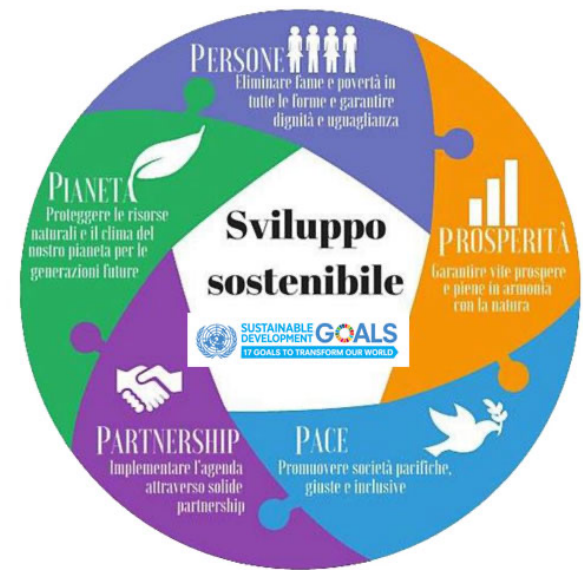 PERSONE
Eliminare fame e povertà in
tutte le forme e garantire
dignità e uguaglianza
PROSPERITÀ
Garantire vite prospere
e piene in armonia
con la natura
PACE
Promuovere società pacifiche,
giuste e inclusive
PARTNERSHIP
Implementare l'agenda
attraverso solide
partnership
PIANETA
Proteggere le risorse
naturali e il clima del
nostro pianeta per le
generazioni future
Sviluppo
sostenibile
SUSTAINABLE
DEVELOPMENT GOALS
17 GOALS TO TRANSFORM OUR WORLD